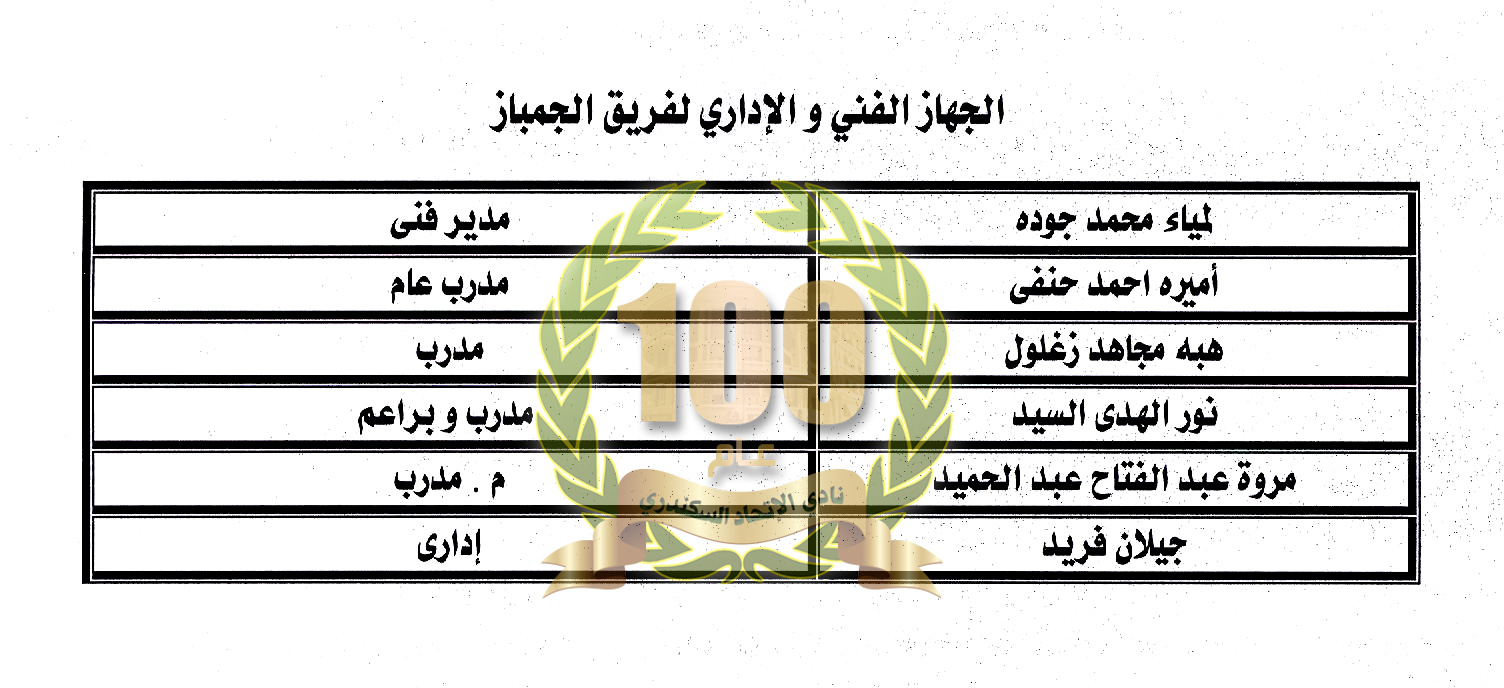 الجهاز الفني و الإداري لفريق الجمباز
لمياء محمد جوده مدير فنى
أميره احمد حنفى مدرب عام
هبه مجاهد زغلول مدرب
نور الهدى السيد مدرب و براعم
مروة عبد الفتاح عبد الحميد م . مدرب
جيلان فريد إدارى
100
عام
نادي الإتحاد السكندري